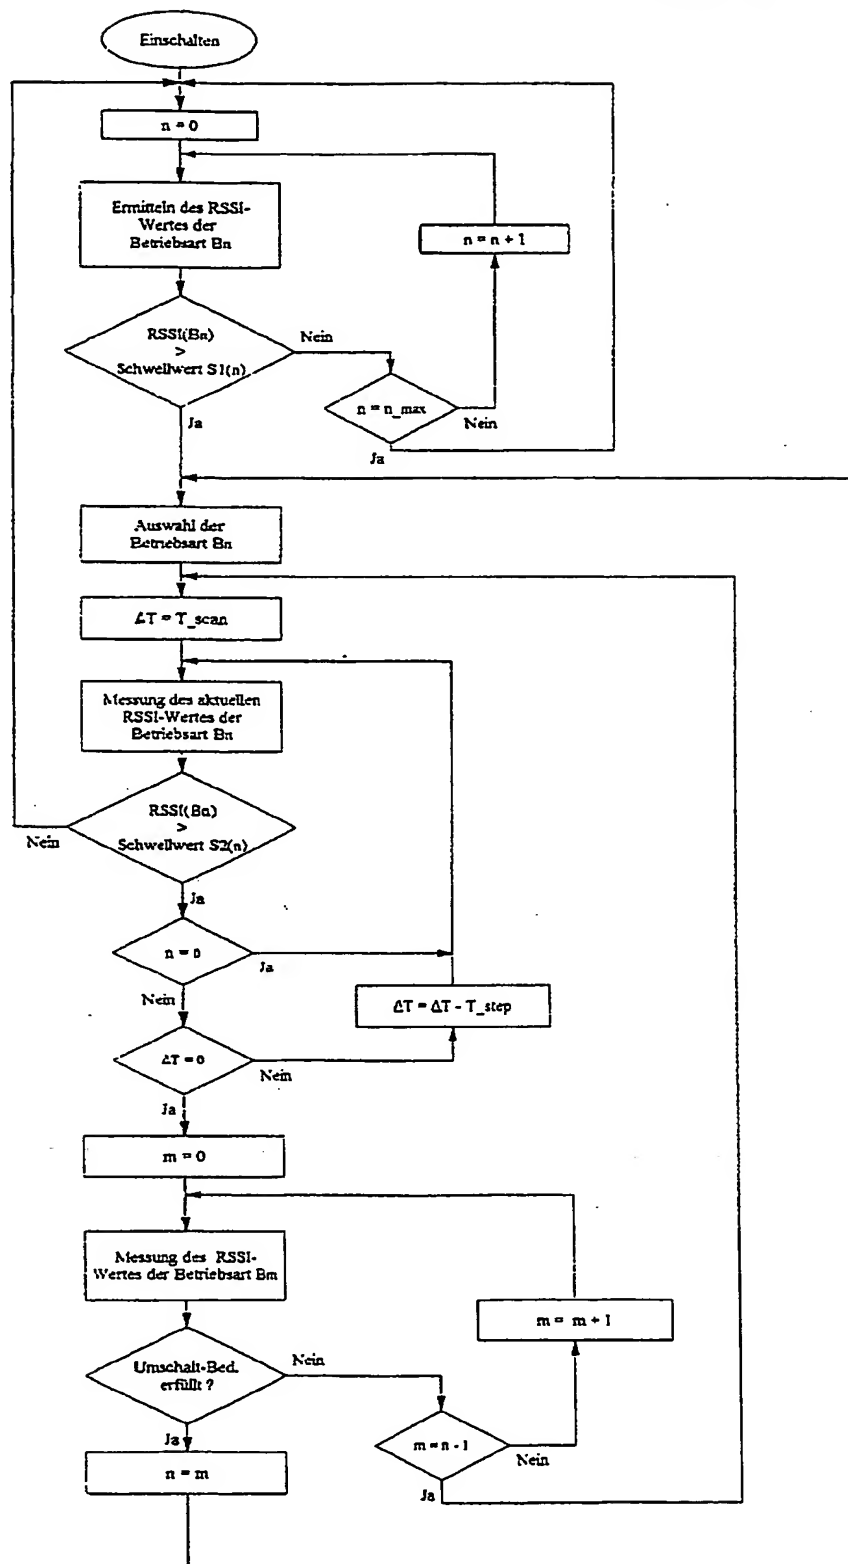 Einschalten
n = 0
Ermitteln des RSSI-
Wertes der
Betriebsart Bn
n = n + 1
RSSI(Bn)
>
Schwellwert S1(n)
Nein
n = n_max
Nein
Ja
Ja
Auswahl der
Betriebsart Bn
ΔT = T_scan
Messung des aktuellen
RSSI-Wertes der
Betriebsart Bn
RSSI(Bn)
>
Schwellwert S2(n)
Nein
Ja
n = 0
Ja
Nein
ΔT = ΔT - T_step
ΔT = 0
Nein
Ja
m = 0
Messung des RSSI-
Wertes der Betriebsart Bm
m = m + 1
Umschalt-Bed.
erfüllt ?
Nein
m = n - 1
Nein
Ja
Ja
n = m